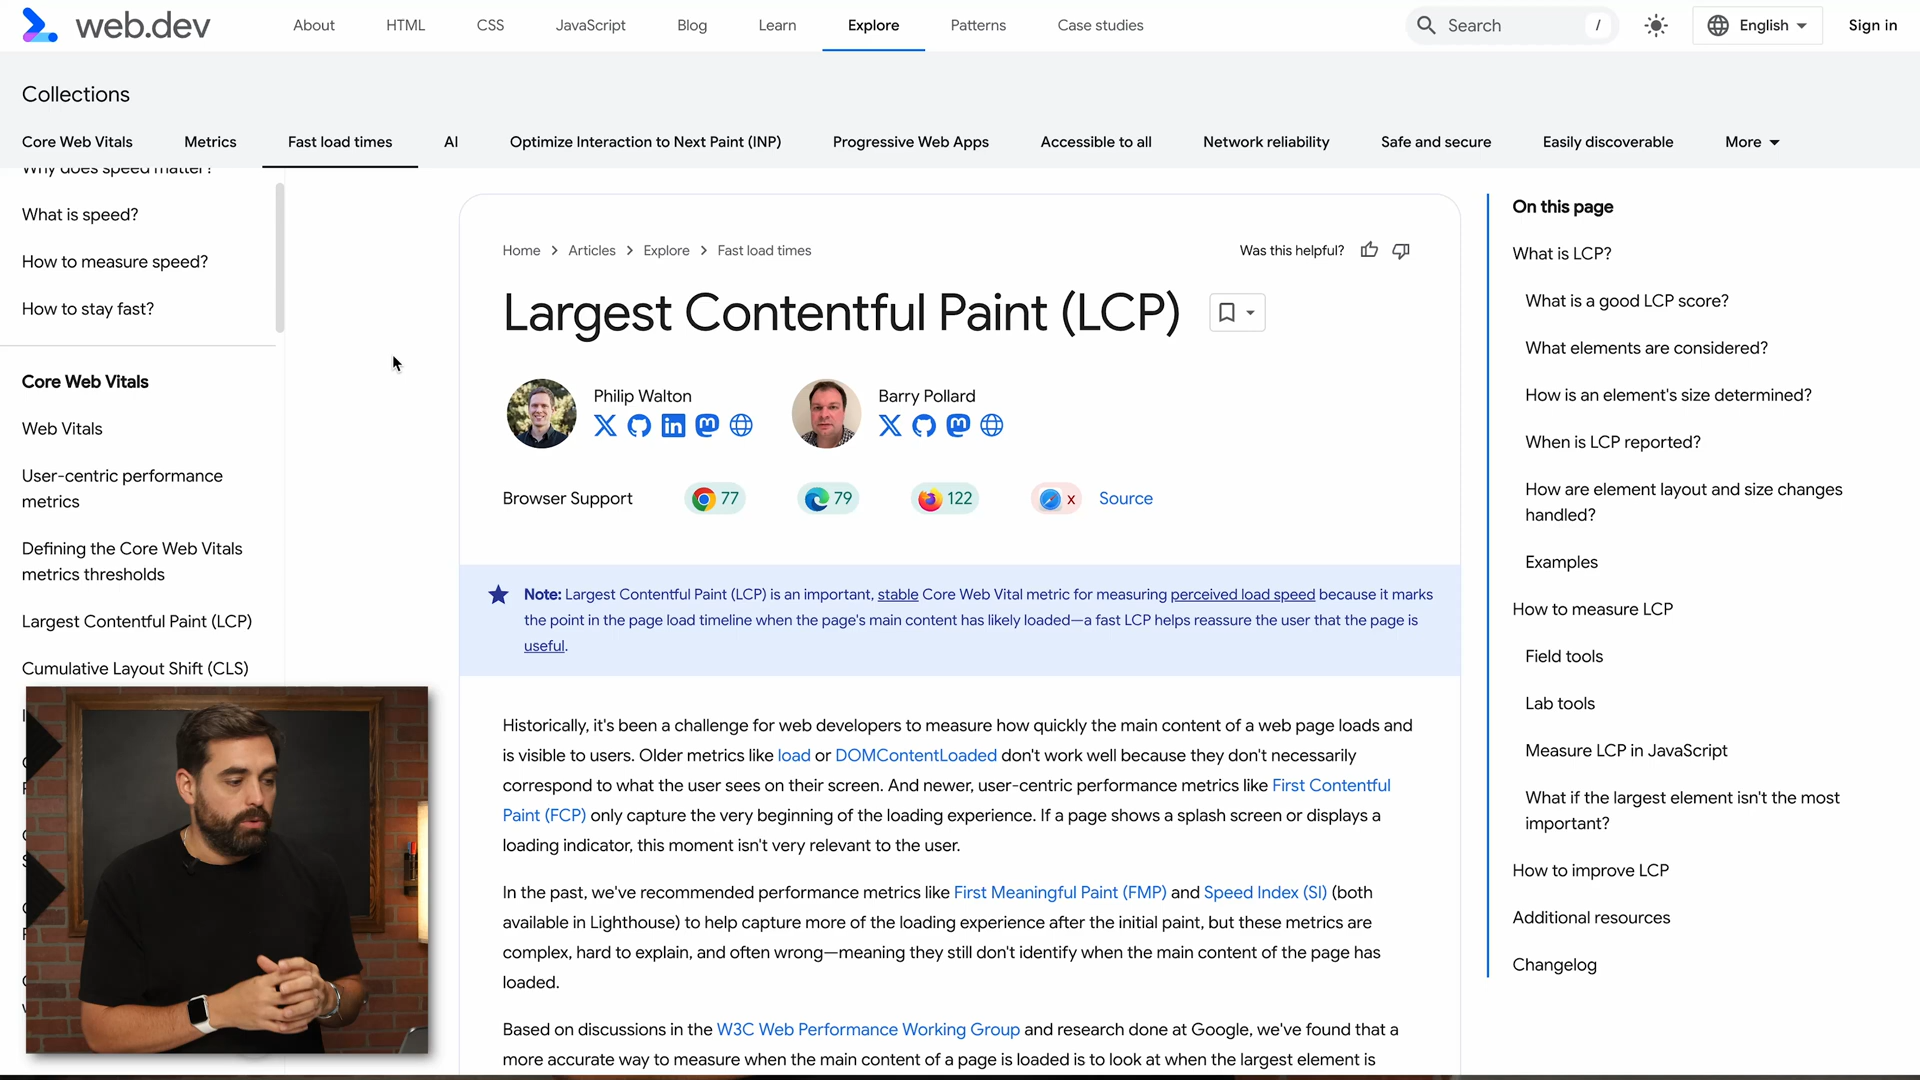 web.dev
About
HTML
CSS
JavaScript
Blog
Learn
Explore
Patterns
Case studies
Search
/
English
Sign in
Collections
Core Web Vitals
Metrics
Fast load times
AI
Optimize Interaction to Next Paint (INP)
Progressive Web Apps
Accessible to all
Network reliability
Safe and secure
Easily discoverable
More
Why does speed matter?
What is speed?
How to measure speed?
How to stay fast?
Core Web Vitals
Web Vitals
User-centric performance
metrics
Defining the Core Web Vitals
metrics thresholds
Largest Contentful Paint (LCP)
Cumulative Layout Shift (CLS)
Home > Articles > Explore > Fast load times
Was this helpful?
Largest Contentful Paint (LCP)
Philip Walton
Barry Pollard
Browser Support
77
79
122
x
Source
Note: Largest Contentful Paint (LCP) is an important, stable Core Web Vital metric for measuring perceived load speed because it marks
the point in the page load timeline when the page's main content has likely loaded—a fast LCP helps reassure the user that the page is
useful.
Historically, it's been a challenge for web developers to measure how quickly the main content of a web page loads and
is visible to users. Older metrics like load or DOMContentLoaded don't work well because they don't necessarily
correspond to what the user sees on their screen. And newer, user-centric performance metrics like First Contentful
Paint (FCP) only capture the very beginning of the loading experience. If a page shows a splash screen or displays a
loading indicator, this moment isn't very relevant to the user.
In the past, we've recommended performance metrics like First Meaningful Paint (FMP) and Speed Index (SI) (both
available in Lighthouse) to help capture more of the loading experience after the initial paint, but these metrics are
complex, hard to explain, and often wrong—meaning they still don't identify when the main content of the page has
loaded.
Based on discussions in the W3C Web Performance Working Group and research done at Google, we've found that a
more accurate way to measure when the main content of a page is loaded is to look at when the largest element is
On this page
What is LCP?
What is a good LCP score?
What elements are considered?
How is an element's size determined?
When is LCP reported?
How are element layout and size changes
handled?
Examples
How to measure LCP
Field tools
Lab tools
Measure LCP in JavaScript
What if the largest element isn't the most
important?
How to improve LCP
Additional resources
Changelog